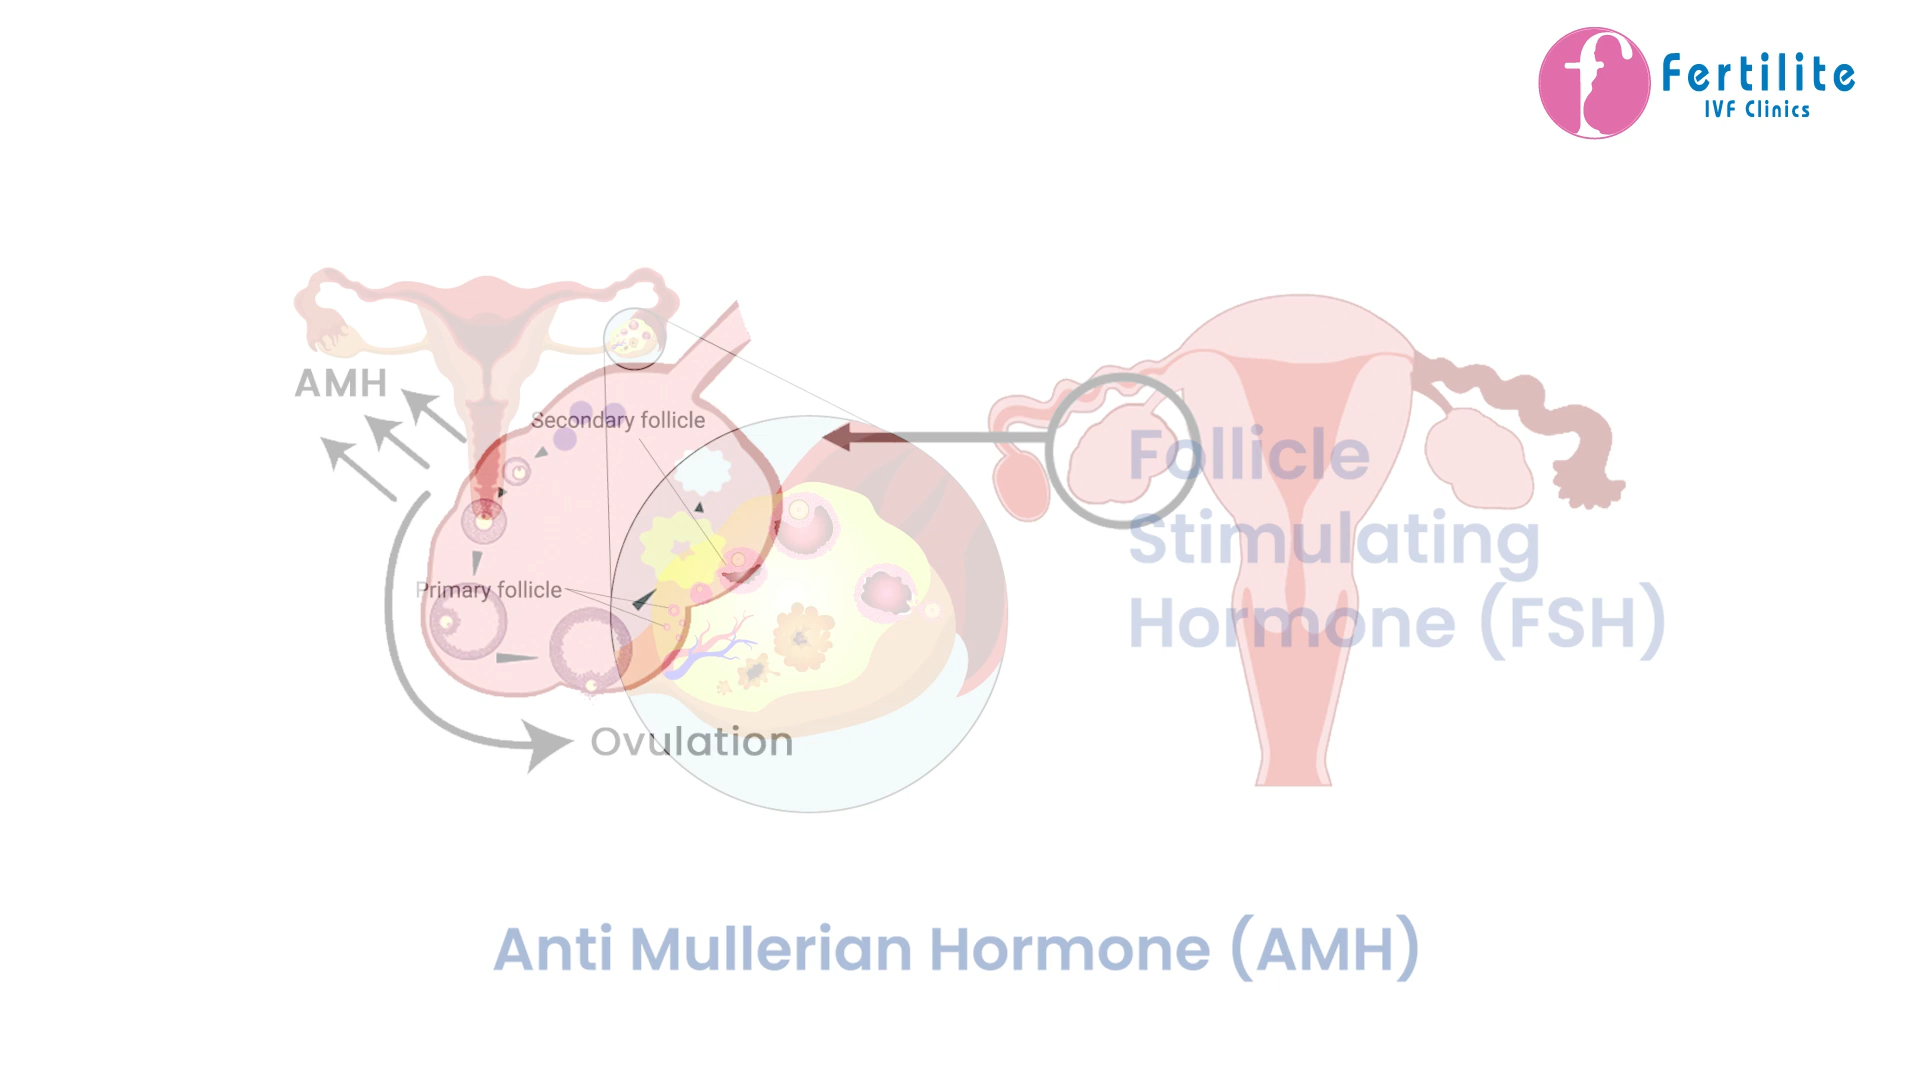 Fertilite
IVF Clinics
AMH
Secondary follicle
Primary follicle
Ovulation
Follicle
Stimulating
Hormone (FSH)
Anti Mullerian Hormone (AMH)